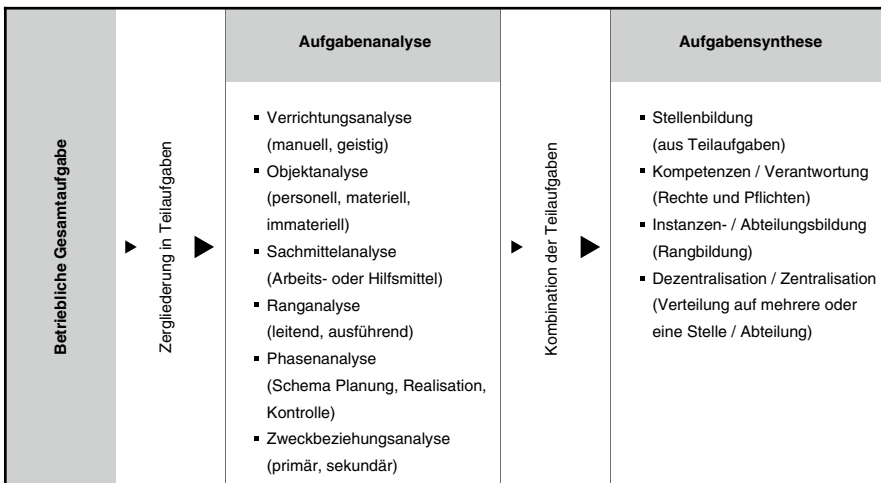 Betriebliche Gesamtaufgabe
Zergliederung in Teilaufgaben
Aufgabenanalyse
▪ Verrichtungsanalyse
(manuell, geistig)
▪ Objektanalyse
(personell, materiell,
immateriell)
▪ Sachmittelanalyse
(Arbeits- oder Hilfsmittel)
▪ Ranganalyse
(leitend, ausführend)
▪ Phasenanalyse
(Schema Planung, Realisation,
Kontrolle)
▪ Zweckbeziehungsanalyse
(primär, sekundär)
Kombination der Teilaufgaben
Aufgabensynthese
▪ Stellenbildung
(aus Teilaufgaben)
▪ Kompetenzen / Verantwortung
(Rechte und Pflichten)
▪ Instanzen- / Abteilungsbildung
(Rangbildung)
▪ Dezentralisation / Zentralisation
(Verteilung auf mehrere oder
eine Stelle / Abteilung)